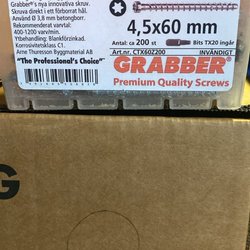 Grabber® nya innovativa skruv.
Skruva direkt i ett förborrat hål.
Använd Ø 3,8 mm betongborr.
Rekommenderat varvtal:
400-1200 varv/min.
Ytbehandling: Blankförzinkad.
Korrosivitetsklass C1.
Arne Thuresson Byggmaterial AB
"The Professional's Choice"
4,5x60 mm
Antal: ca 200 st
Bits TX20 ingår
Art.nr. CTX60Z200
INVÄNDIGT
GRABBER®
Premium Quality Screws
G